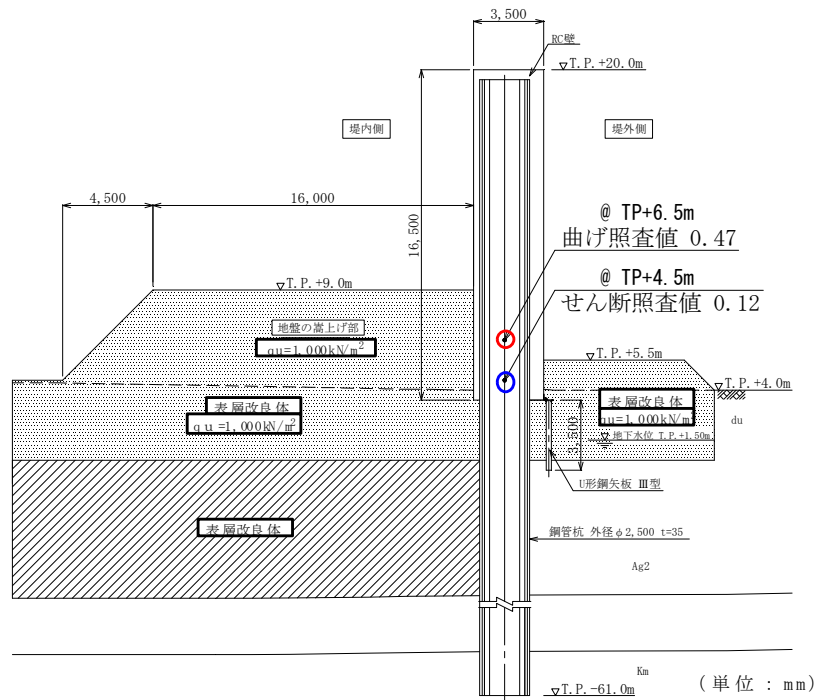 3,500
RC壁
▽T.P.+20.0m
堤内側
堤外側
4,500
16,000
16,500
@ TP+6.5m
曲げ照査値 0.47
@ TP+4.5m
せん断照査値 0.12
▽T.P.+9.0m
地盤の嵩上げ部
qu=1,000kN/m²
▽T.P.+5.5m
▽T.P.+4.0m
表層改良体
qu=1,000kN/m²
表層改良体
qu=1,000kN/m
du
▽地下水位 T.P.+1.50m
3,500
U形鋼矢板 Ⅲ型
表層改良体
鋼管杭 外径φ2,500 t=35
Ag2
Km
▽T.P.-61.0m
(単位:mm)